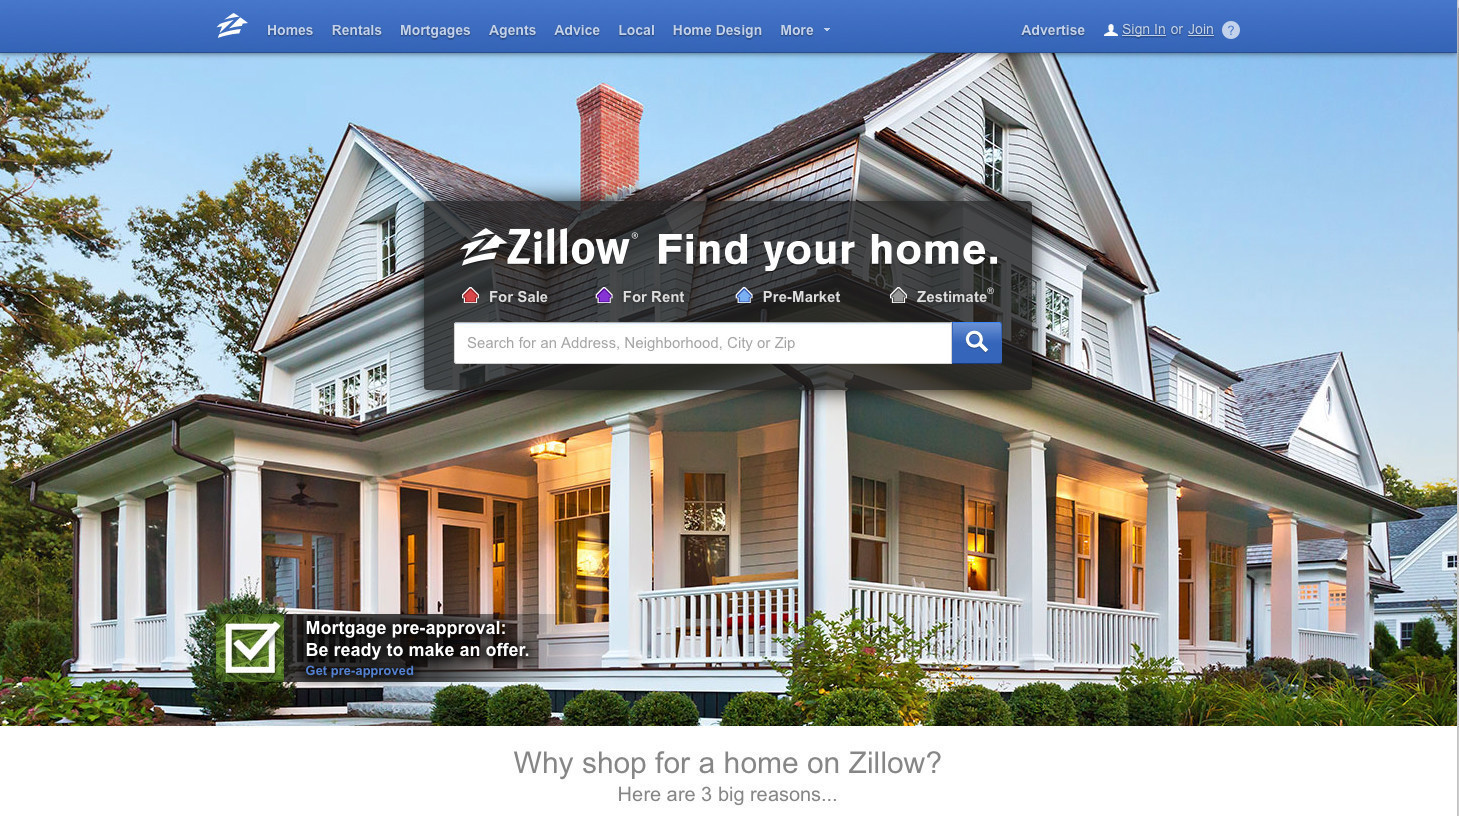 Homes Rentals Mortgages Agents Advice Local Home Design More Advertise Sign In or Join ?
Zillow® Find your home.
For Sale For Rent Pre-Market Zestimate®
Search for an Address, Neighborhood, City or Zip
Mortgage pre-approval:
Be ready to make an offer.
Get pre-approved
Why shop for a home on Zillow?
Here are 3 big reasons...